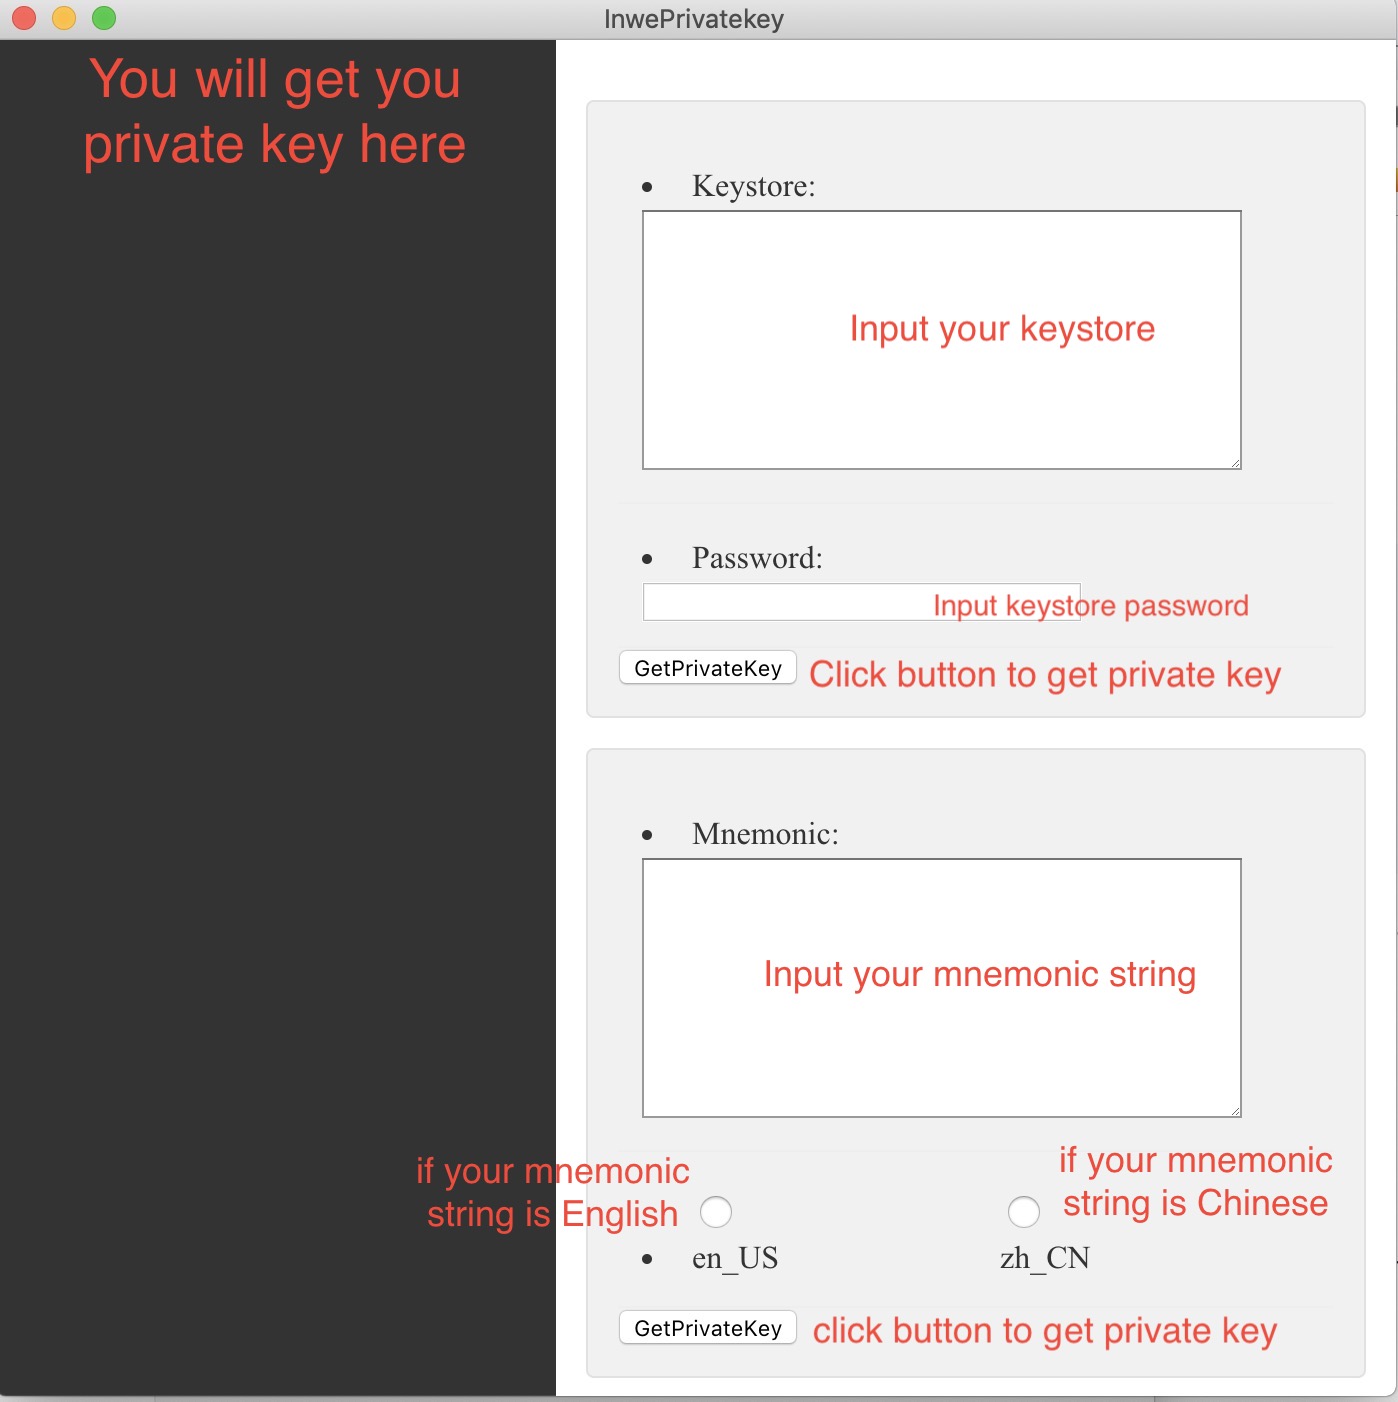 InwePrivatekey
You will get you
private key here
Keystore:
Input your keystore
Password:
Input keystore password
GetPrivateKey Click button to get private key
Mnemonic:
Input your mnemonic string
if your mnemonic
string is English
if your mnemonic
string is Chinese
en_US zh_CN
GetPrivateKey click button to get private key